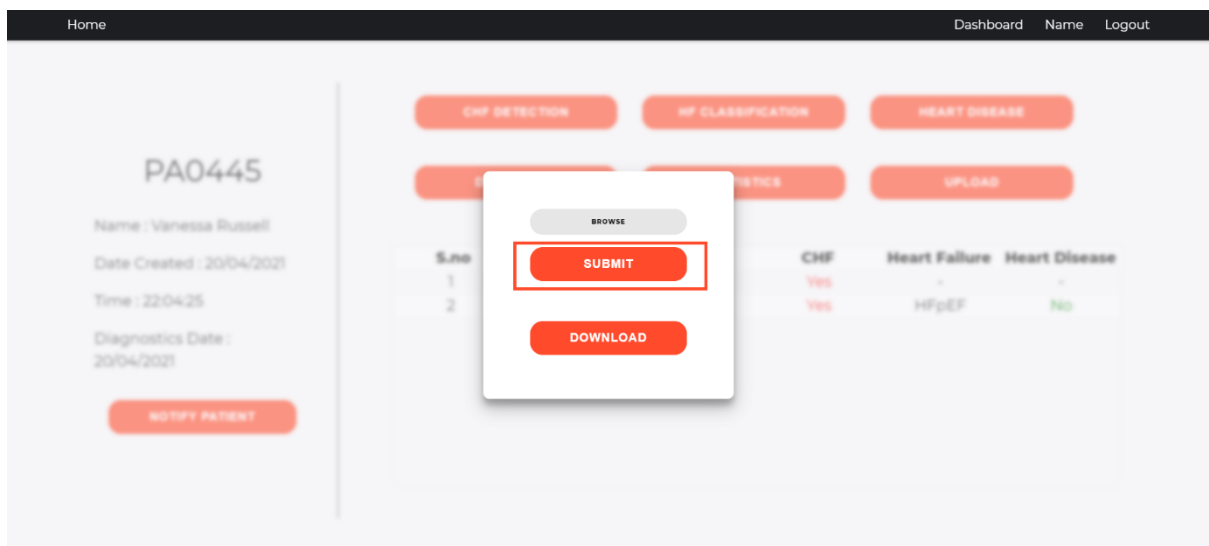 Home Dashboard Name Logout
CHF DETECTION HF CLASSIFICATION HEART DISEASE
PA0445
UPLOAD
BROWSE
Name : Vanessa Russell
S.no CHF Heart Failure Heart Disease
SUBMIT
Date Created : 20/04/2021
1 Yes - -
Time : 22:04:25
2 Yes HFpEF No
Diagnostics Date :
20/04/2021
DOWNLOAD
NOTIFY PATIENT